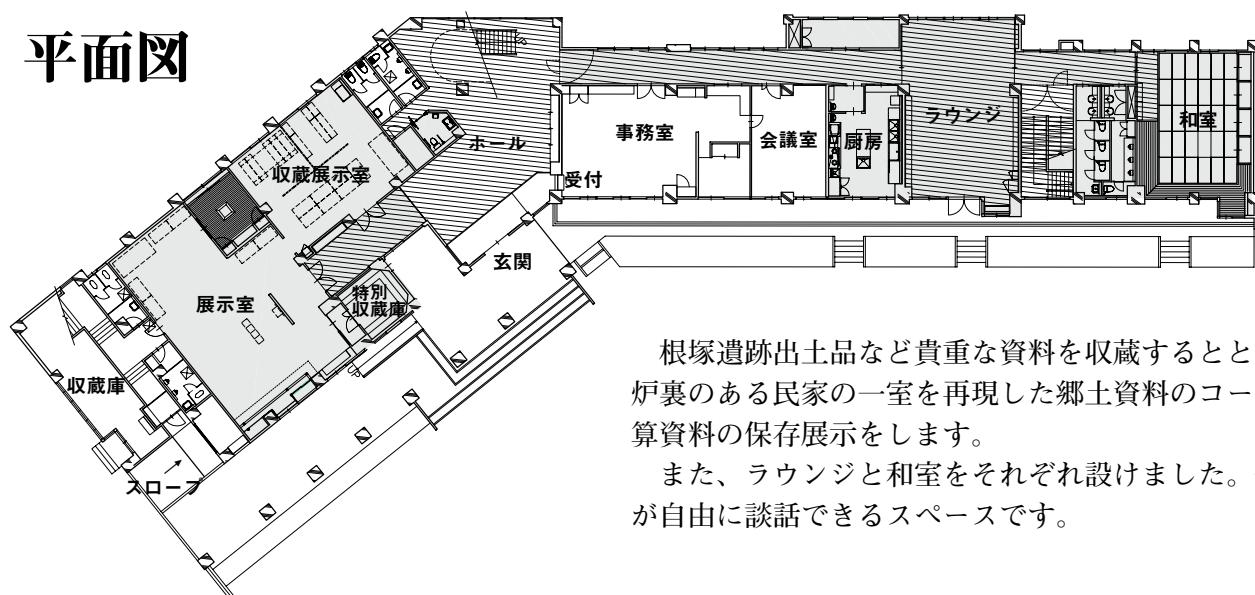 平面図
ホール
事務室
会議室
厨房
ラウンジ
和室
収蔵展示室
受付
玄関
展示室
特別
収蔵庫
収蔵庫
スロープ
根塚遺跡出土品など貴重な資料を収蔵するとと
炉裏のある民家の一室を再現した郷土資料のコー
算資料の保存展示をします。
また、ラウンジと和室をそれぞれ設けました。
が自由に談話できるスペースです。